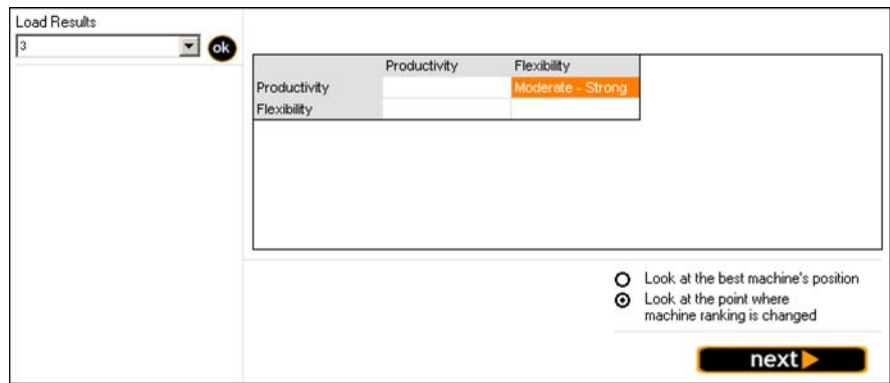 Load Results
3
ok
Productivity Flexibility
Productivity Moderate - Strong
Flexibility
Look at the best machine's position
Look at the point where
machine ranking is changed
next